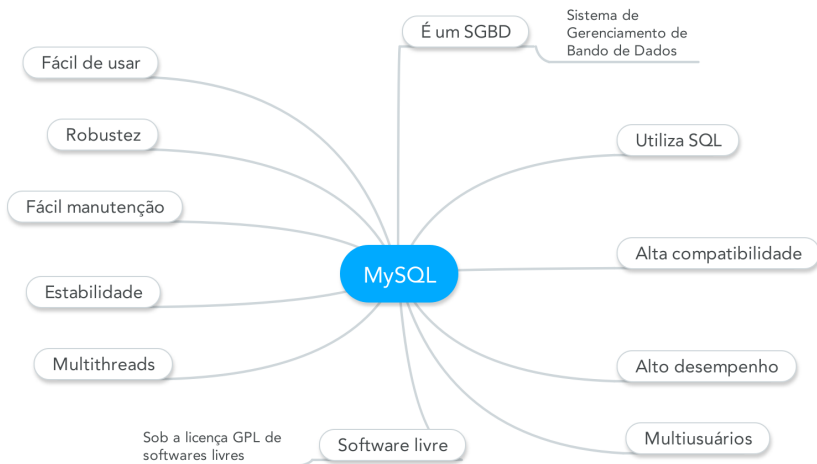 É um SGBD
Sistema de
Gerenciamento de
Bando de Dados
Fácil de usar
Robustez
Utiliza SQL
Fácil manutenção
Alta compatibilidade
MySQL
Estabilidade
Multithreads
Alto desempenho
Multiusuários
Software livre
Sob a licença GPL de
softwares livres